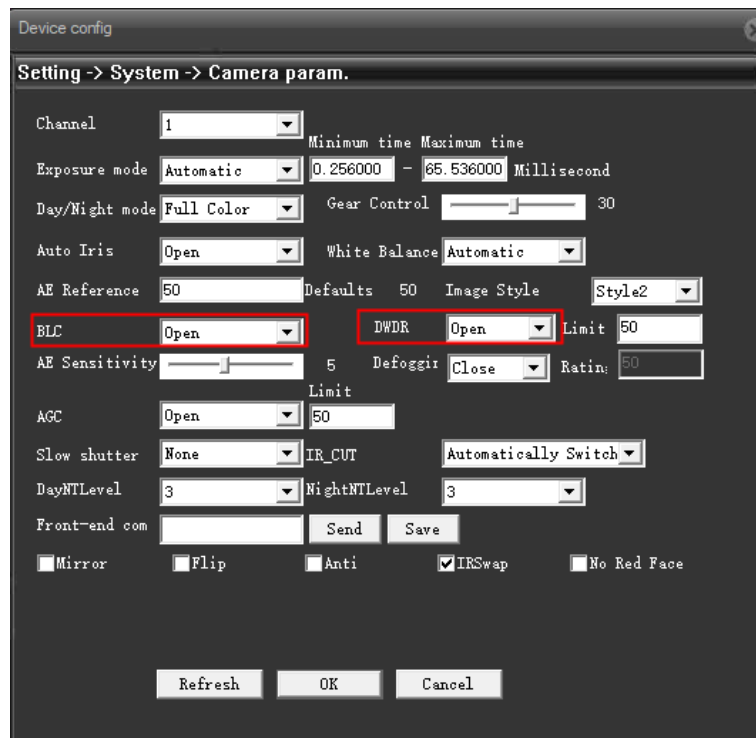 Device config
Setting -> System -> Camera param.
Channel 1
Minimum time Maximum time
Exposure mode Automatic 0.256000 - 65.536000 Millisecond
Day/Night mode Full Color Gear Control 30
Auto Iris Open White Balance Automatic
AE Reference 50 Defaults 50 Image Style Style2
BLC Open DWDR Open Limit 50
AE Sensitivity 5 Defoggin Close Ratin: 50
Limit
AGC Open 50
Slow shutter None IR_CUT Automatically Switch
DayNTLevel 3 NightNTLevel 3
Front-end com Send Save
Mirror Flip Anti IRSwap No Red Face
Refresh OK Cancel